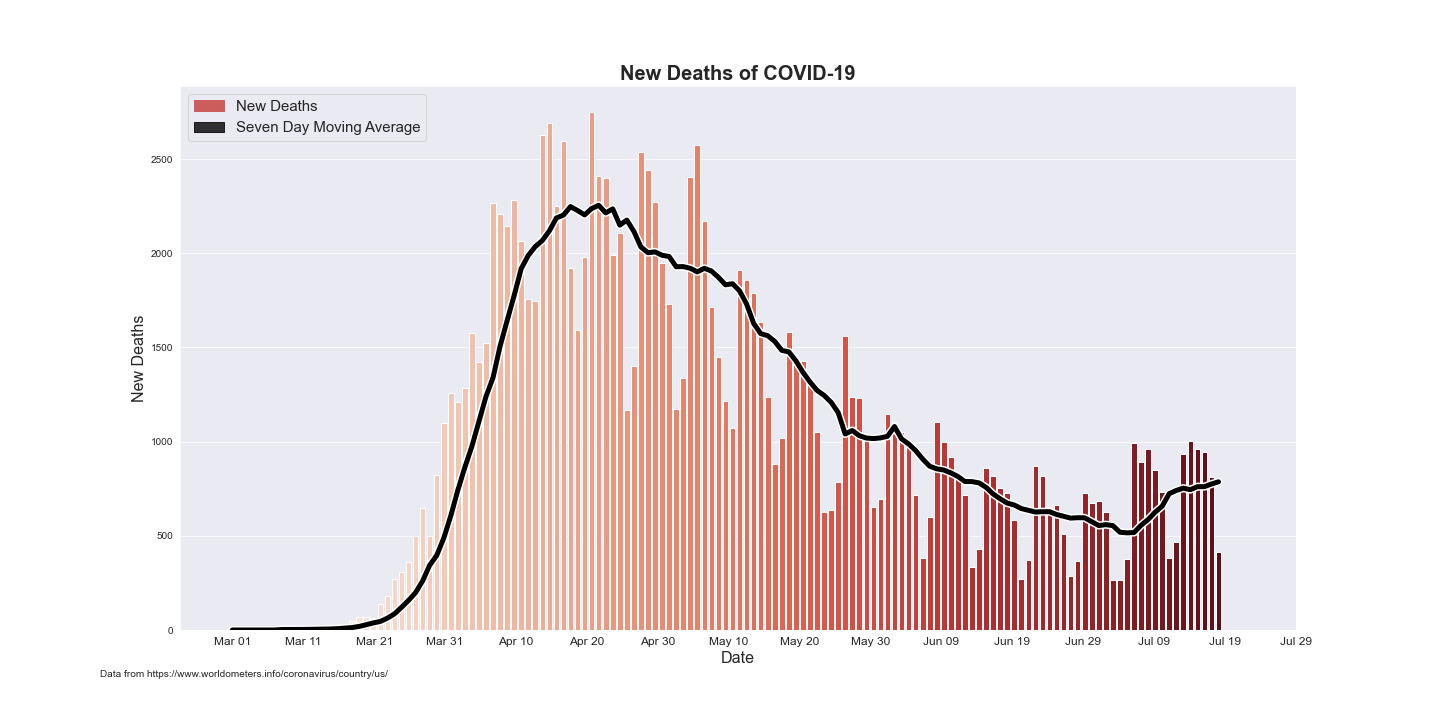 New Deaths of COVID-19
New Deaths
Seven Day Moving Average
2500
2000
1500
1000
500
0
New Deaths
Mar 01 Mar 11 Mar 21 Mar 31 Apr 10 Apr 20 Apr 30 May 10 May 20 May 30 Jun 09 Jun 19 Jun 29 Jul 09 Jul 19 Jul 29
Date
Data from https://www.worldometers.info/coronavirus/country/us/